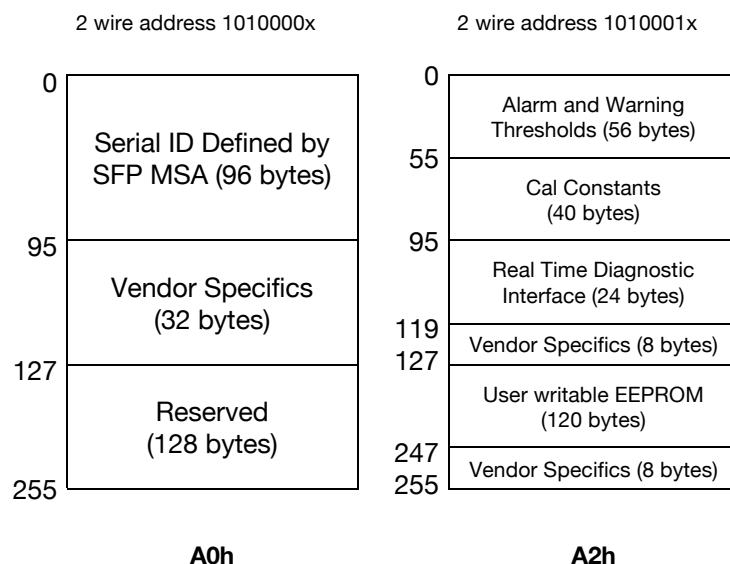 2 wire address 1010000x
0
Serial ID Defined by
SFP MSA (96 bytes)
95
Vendor Specifics
(32 bytes)
127
Reserved
(128 bytes)
255
A0h
2 wire address 1010001x
0
Alarm and Warning
Thresholds (56 bytes)
55
Cal Constants
(40 bytes)
95
Real Time Diagnostic
Interface (24 bytes)
119
Vendor Specifics (8 bytes)
127
User writable EEPROM
(120 bytes)
247
Vendor Specifics (8 bytes)
255
A2h